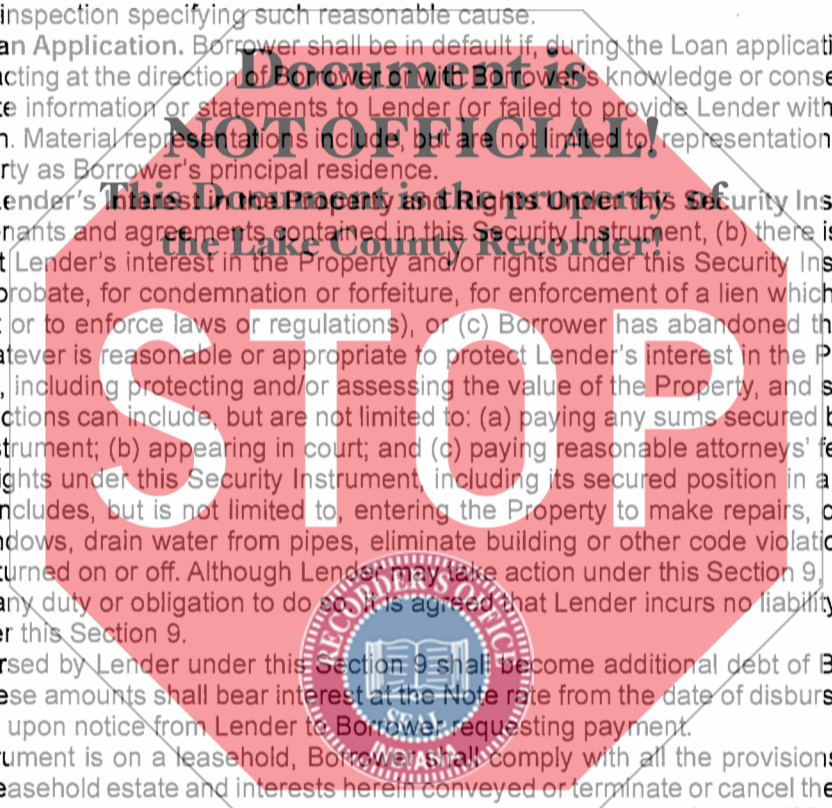 inspection specifying such reasonable cause.
an Application. Borrower shall be in default if, during the Loan applicati
acting at the direction of Borrower or with Borrower's knowledge or conse
te information or statements to Lender (or failed to provide Lender with
n. Material representations include, but are not limited to, representation
rty as Borrower's principal residence.
ender's Interest in the Property and Rights Under this Security Ins
nants and agreements contained in this Security Instrument, (b) there is
t Lender's interest in the Property and/or rights under this Security Ins
probate, for condemnation or forfeiture, for enforcement of a lien which
t or to enforce laws or regulations), or (c) Borrower has abandoned th
atever is reasonable or appropriate to protect Lender's interest in the P
, including protecting and/or assessing the value of the Property, and s
ctions can include, but are not limited to: (a) paying any sums secured b
strument; (b) appearing in court; and (c) paying reasonable attorneys' fe
ights under this Security Instrument, including its secured position in a
ncludes, but is not limited to, entering the Property to make repairs, c
ndows, drain water from pipes, eliminate building or other code violatio
turned on or off. Although Lender may take action under this Section 9,
any duty or obligation to do so. It is agreed that Lender incurs no liability
er this Section 9.
rsed by Lender under this Section 9 shall become additional debt of B
ese amounts shall bear interest at the Note rate from the date of disburs
upon notice from Lender to Borrower requesting payment.
rument is on a leasehold, Borrower shall comply with all the provisions
easehold estate and interests herein conveyed or terminate or cancel the
Document is
NOT OFFICIAL!
This Document is the property of
the Lake County Recorder!
STOP
RECORDER'S OFFICE
SEAL
INDIANA